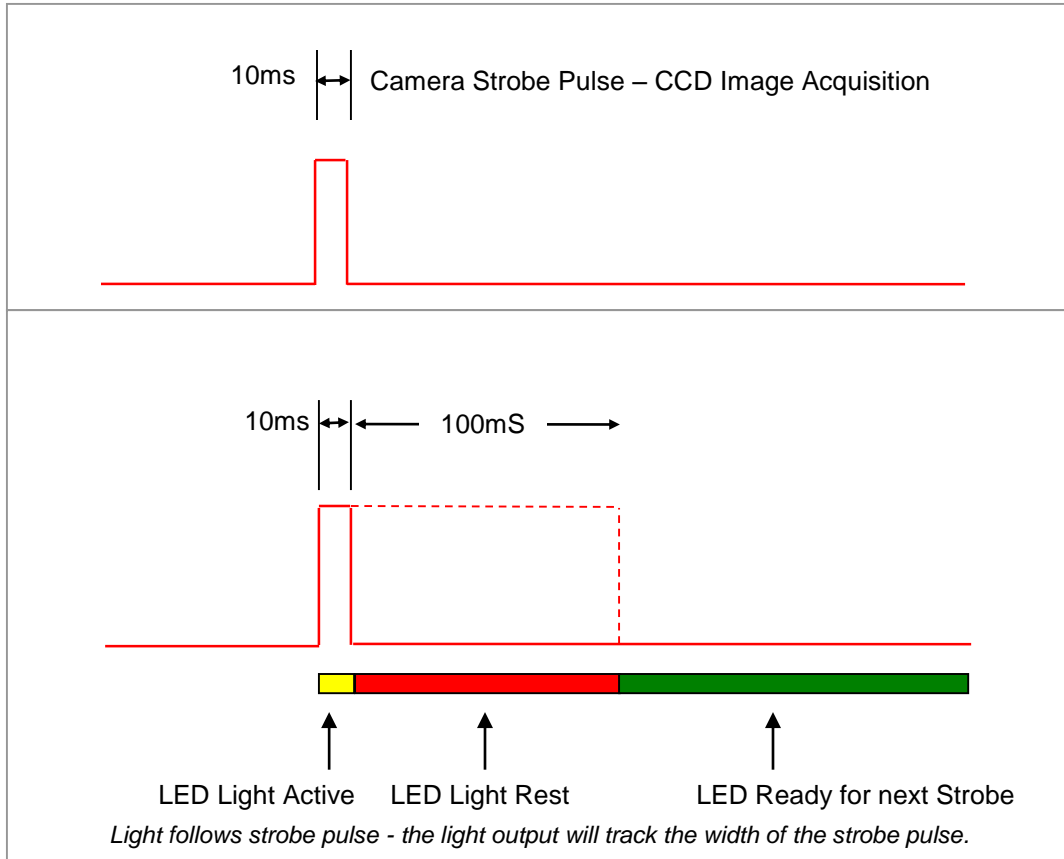 10ms Camera Strobe Pulse – CCD Image Acquisition
10ms 100mS
LED Light Active LED Light Rest LED Ready for next Strobe
Light follows strobe pulse - the light output will track the width of the strobe pulse.